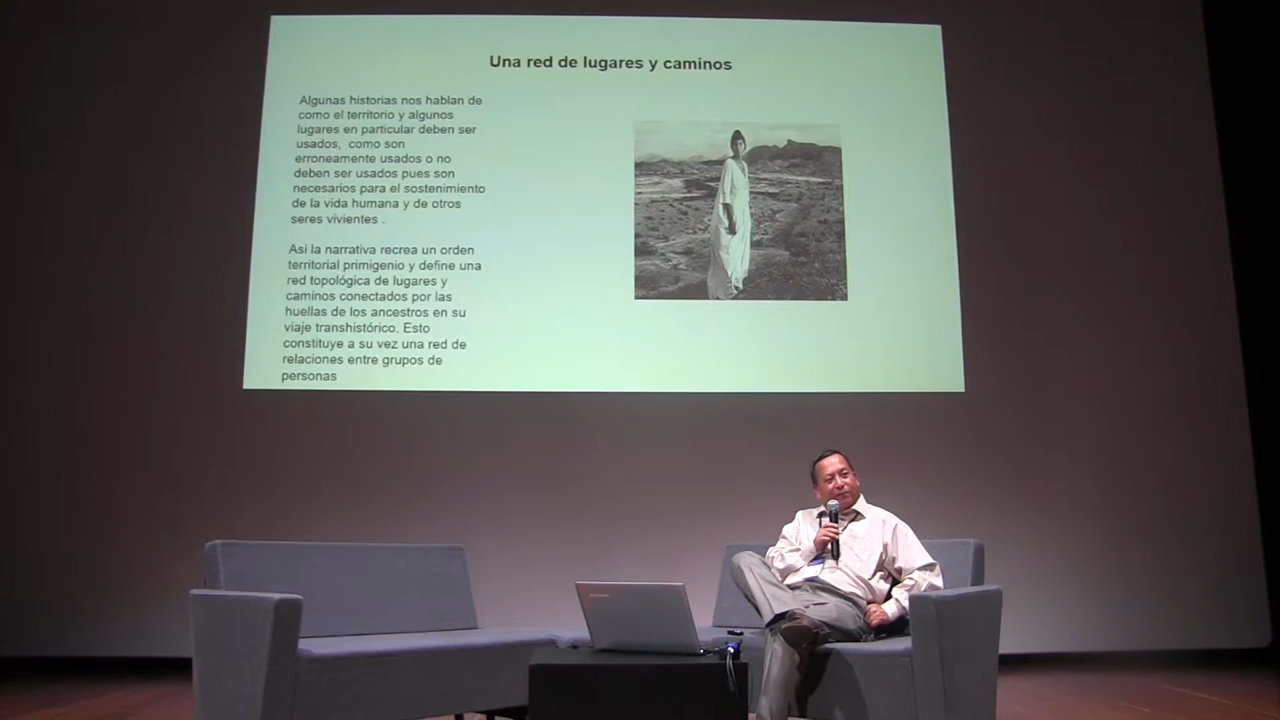 Una red de lugares y caminos
Algunas historias nos hablan de
como el territorio y algunos
lugares en particular deben ser
usados, como son
erroneamente usados o no
deben ser usados pues son
necesarios para el sostenimiento
de la vida humana y de otros
seres vivientes .
Así la narrativa recrea un orden
territorial primigenio y define una
red topológica de lugares y
caminos conectados por las
huellas de los ancestros en su
viaje transhistórico. Esto
constituye a su vez una red de
relaciones entre grupos de
personas